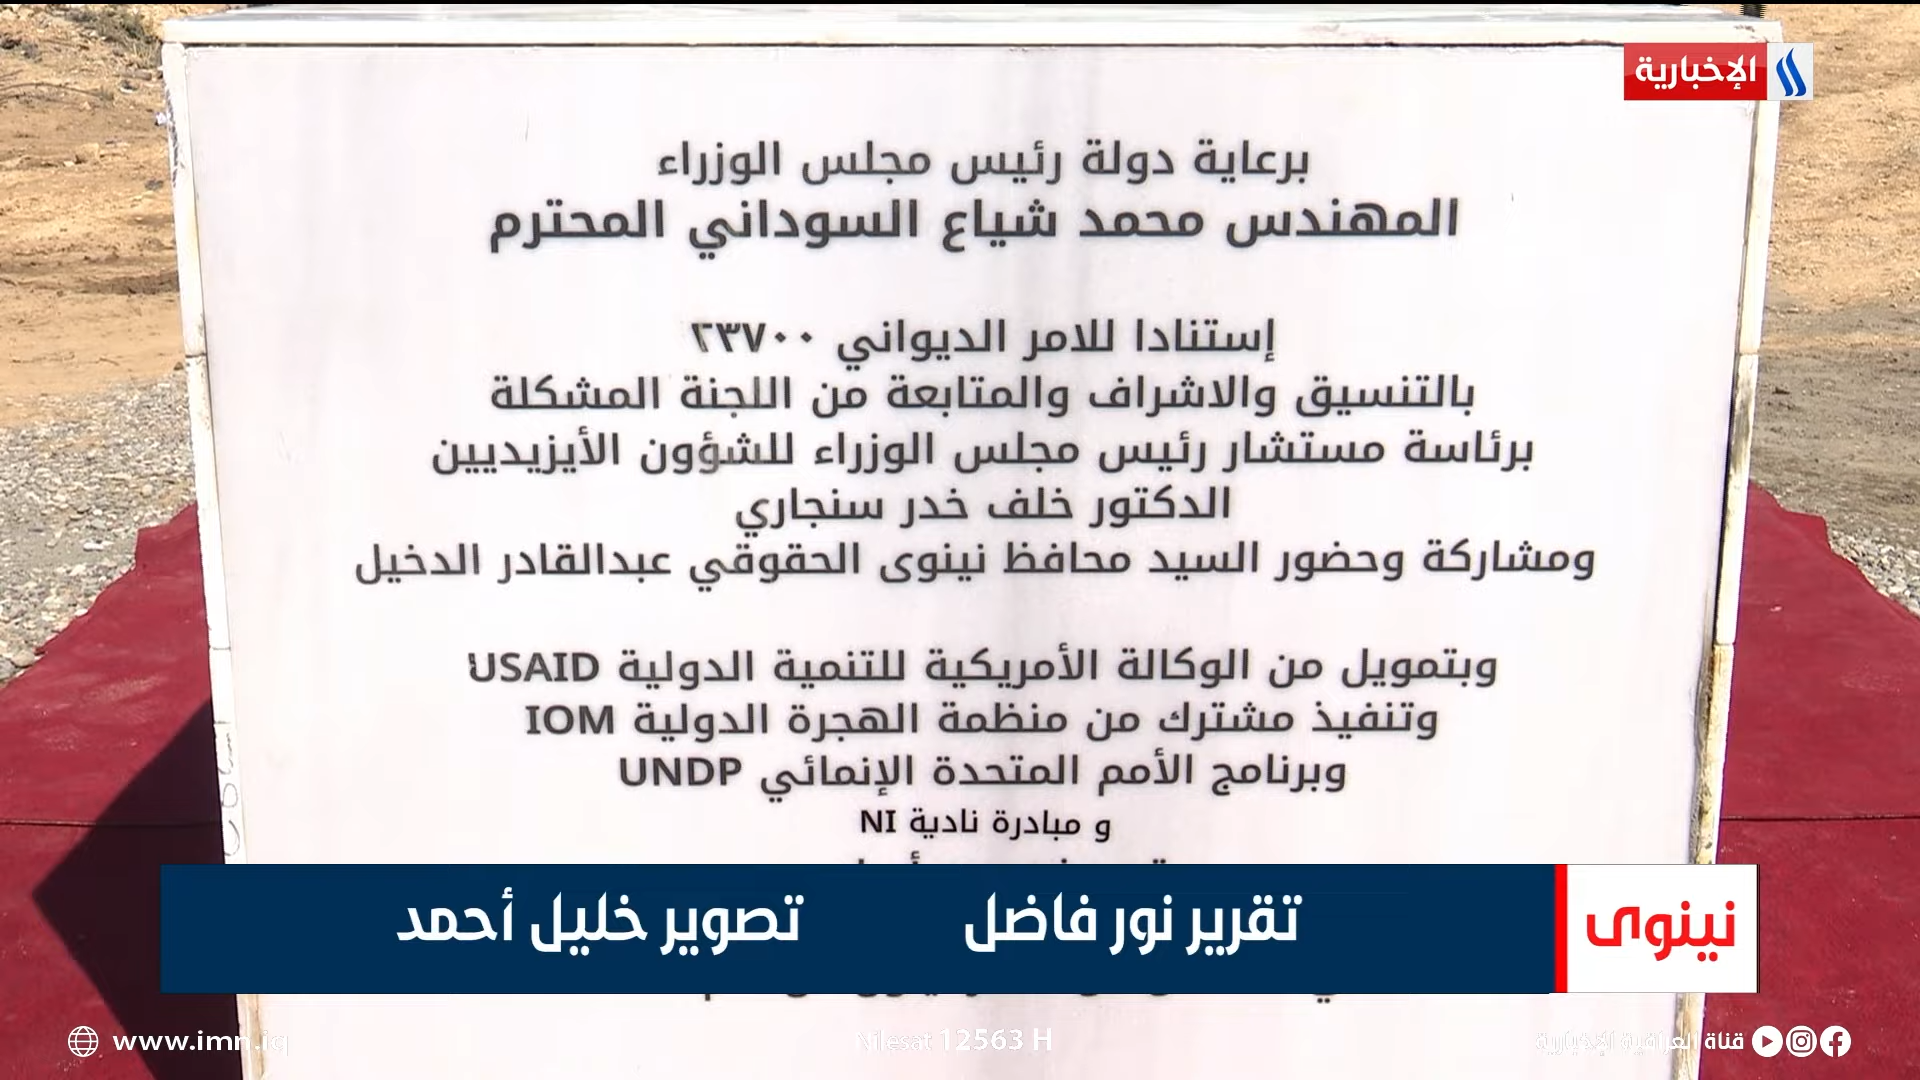 الإخبارية
برعاية دولة رئيس مجلس الوزراء
المهندس محمد شياع السوداني المحترم
إستنادا للامر الديواني ٢٣٧٠٠
بالتنسيق والاشراف والمتابعة من اللجنة المشكلة
برئاسة مستشار رئيس مجلس الوزراء للشؤون الأيزيديين
الدكتور خلف خدر سنجاري
ومشاركة وحضور السيد محافظ نينوى الحقوقي عبدالقادر الدخيل
وبتمويل من الوكالة الأمريكية للتنمية الدولية USAID
وتنفيذ مشترك من منظمة الهجرة الدولية IOM
وبرنامج الأمم المتحدة الإنمائي UNDP
و مبادرة نادية NI
نينوى
تقرير نور فاضل تصوير خليل أحمد
www.imn.iq
Nilesat 12563 H
قناة العراقية الإخبارية